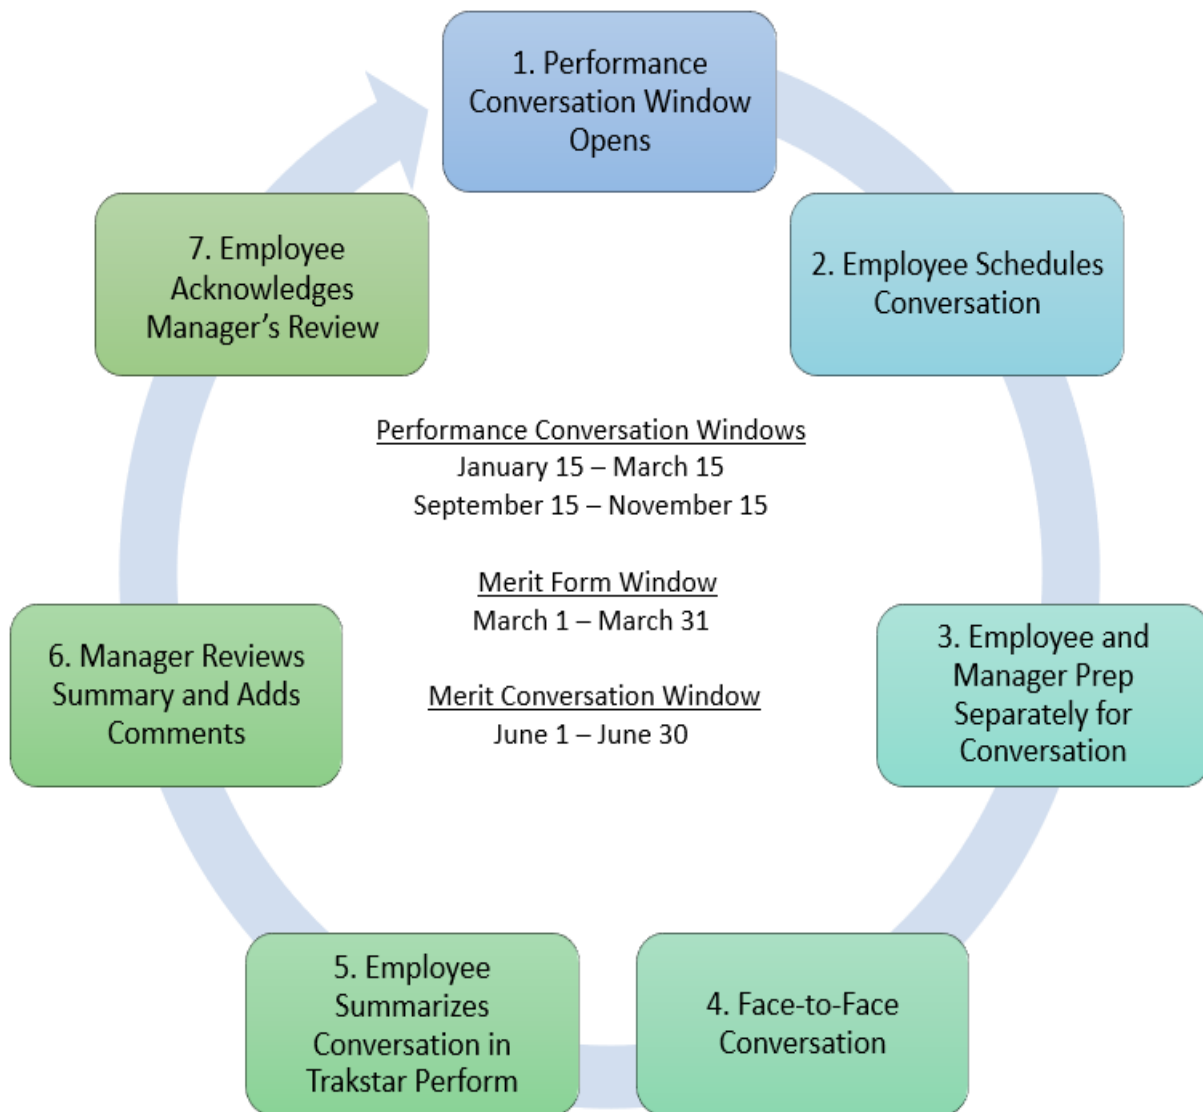 1. Performance
Conversation Window
Opens
2. Employee Schedules
Conversation
3. Employee and
Manager Prep
Separately for
Conversation
4. Face-to-Face
Conversation
5. Employee
Summarizes
Conversation in
Trakstar Perform
6. Manager Reviews
Summary and Adds
Comments
7. Employee
Acknowledges
Manager’s Review
Performance Conversation Windows
January 15 – March 15
September 15 – November 15
Merit Form Window
March 1 – March 31
Merit Conversation Window
June 1 – June 30